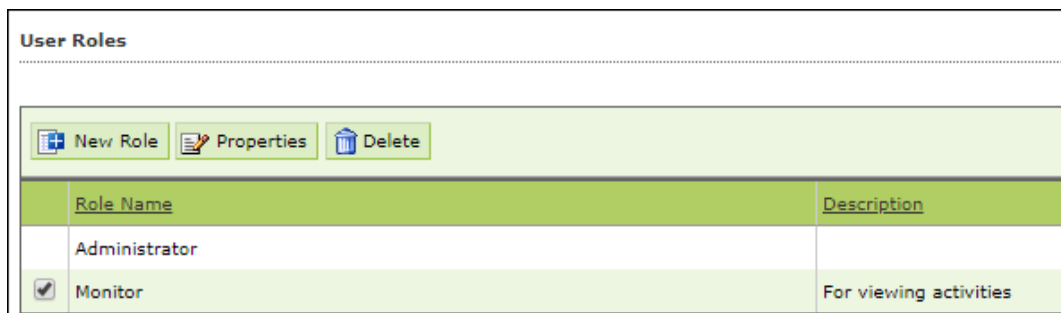 User Roles
New Role Properties Delete
Role Name Description
Administrator
Monitor For viewing activities